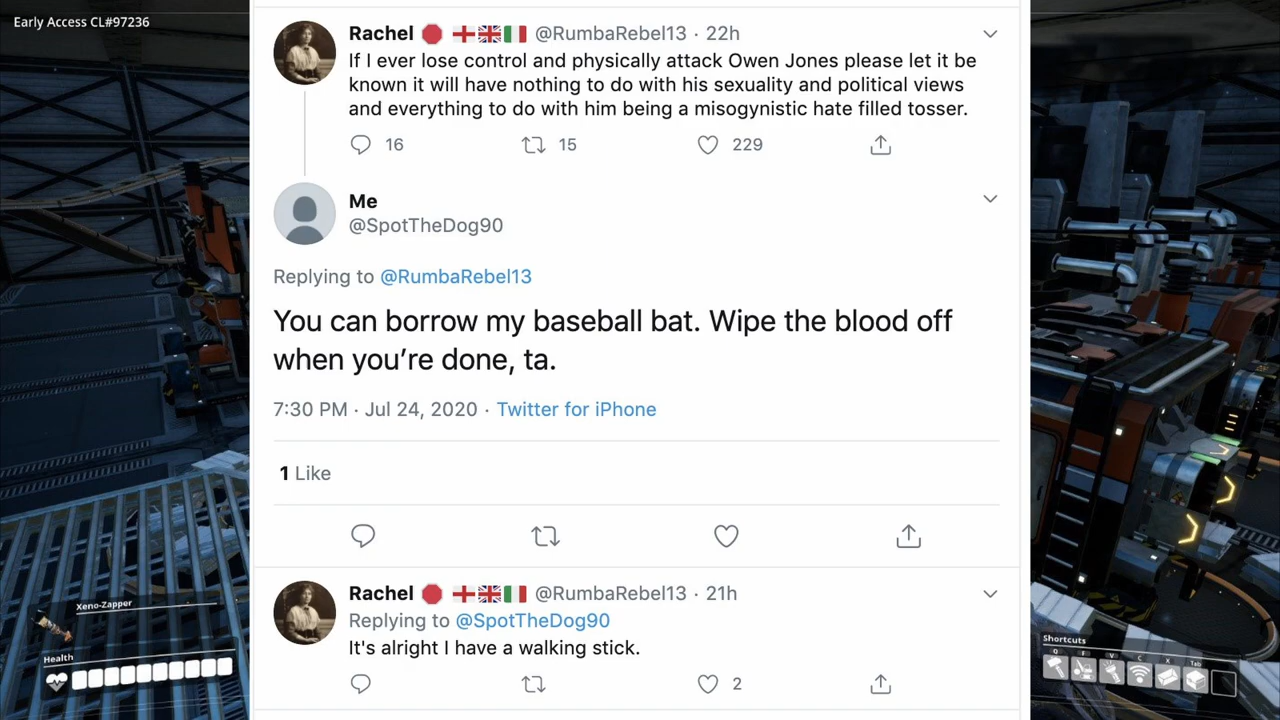 Early Access CL#97236
Rachel @RumbaRebel13 · 22h
If I ever lose control and physically attack Owen Jones please let it be
known it will have nothing to do with his sexuality and political views
and everything to do with him being a misogynistic hate filled tosser.
16 15 229
Me
@SpotTheDog90
Replying to @RumbaRebel13
You can borrow my baseball bat. Wipe the blood off
when you’re done, ta.
7:30 PM · Jul 24, 2020 · Twitter for iPhone
1 Like
Rachel @RumbaRebel13 · 21h
Replying to @SpotTheDog90
It's alright I have a walking stick.
2
Xeno-Zapper
Health
Shortcuts
Q F V C X Tab